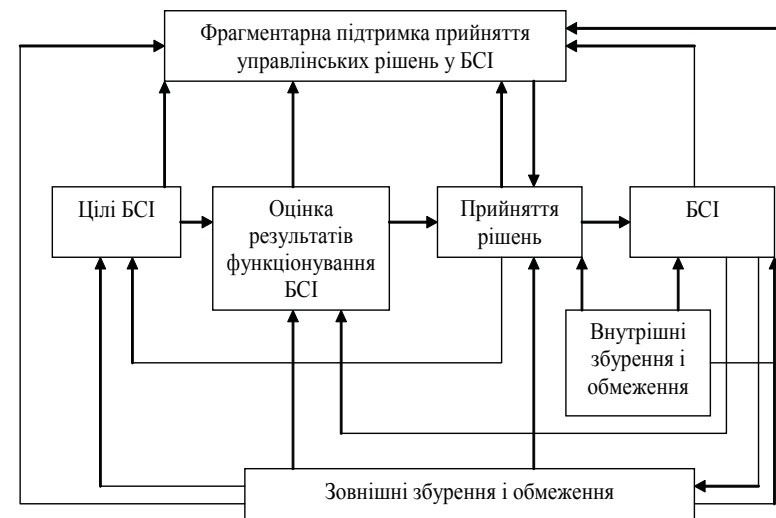 Фрагментарна підтримка прийняття
управлінських рішень у БСІ
Цілі БСІ
Оцінка
результатів
функціонування
БСІ
Прийняття
рішень
БСІ
Внутрішні
збурення і
обмеження
Зовнішні збурення і обмеження